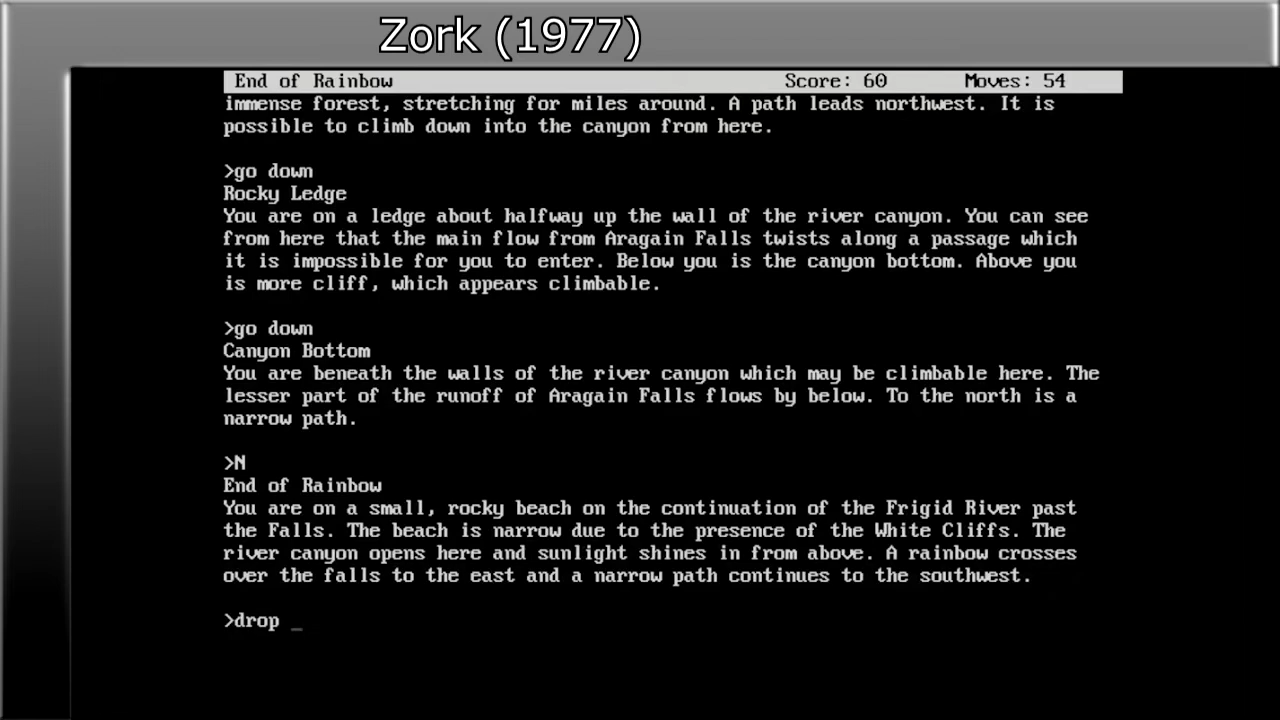 Zork (1977)
End of Rainbow Score: 60 Moves: 54
immense forest, stretching for miles around. A path leads northwest. It is
possible to climb down into the canyon from here.
>go down
Rocky Ledge
You are on a ledge about halfway up the wall of the river canyon. You can see
from here that the main flow from Aragain Falls twists along a passage which
it is impossible for you to enter. Below you is the canyon bottom. Above you
is more cliff, which appears climbable.
>go down
Canyon Bottom
You are beneath the walls of the river canyon which may be climbable here. The
lesser part of the runoff of Aragain Falls flows by below. To the north is a
narrow path.
>N
End of Rainbow
You are on a small, rocky beach on the continuation of the Frigid River past
the Falls. The beach is narrow due to the presence of the White Cliffs. The
river canyon opens here and sunlight shines in from above. A rainbow crosses
over the falls to the east and a narrow path continues to the southwest.
>drop _